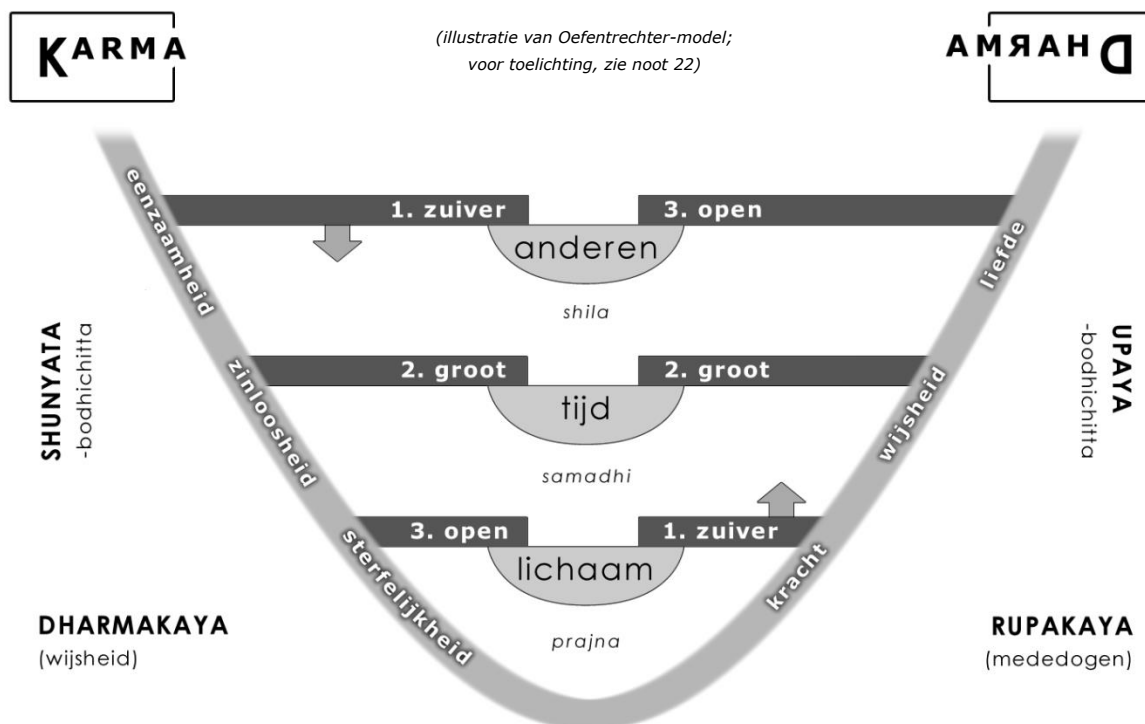 KARMA
(illustratie van Oefentrechter-model;
voor toelichting, zie noot 22)
DHARMA
eenzaamheid
1. zuiver
3. open
anderen
liefde
shila
SHUNYATA
-bodhichitta
zinloosheid
2. groot
2. groot
tijd
wijsheid
UPAYA
-bodhichitta
samadhi
sterfelijkheid
3. open
1. zuiver
lichaam
kracht
DHARMAKAYA
(wijsheid)
prajna
RUPAKAYA
(mededogen)